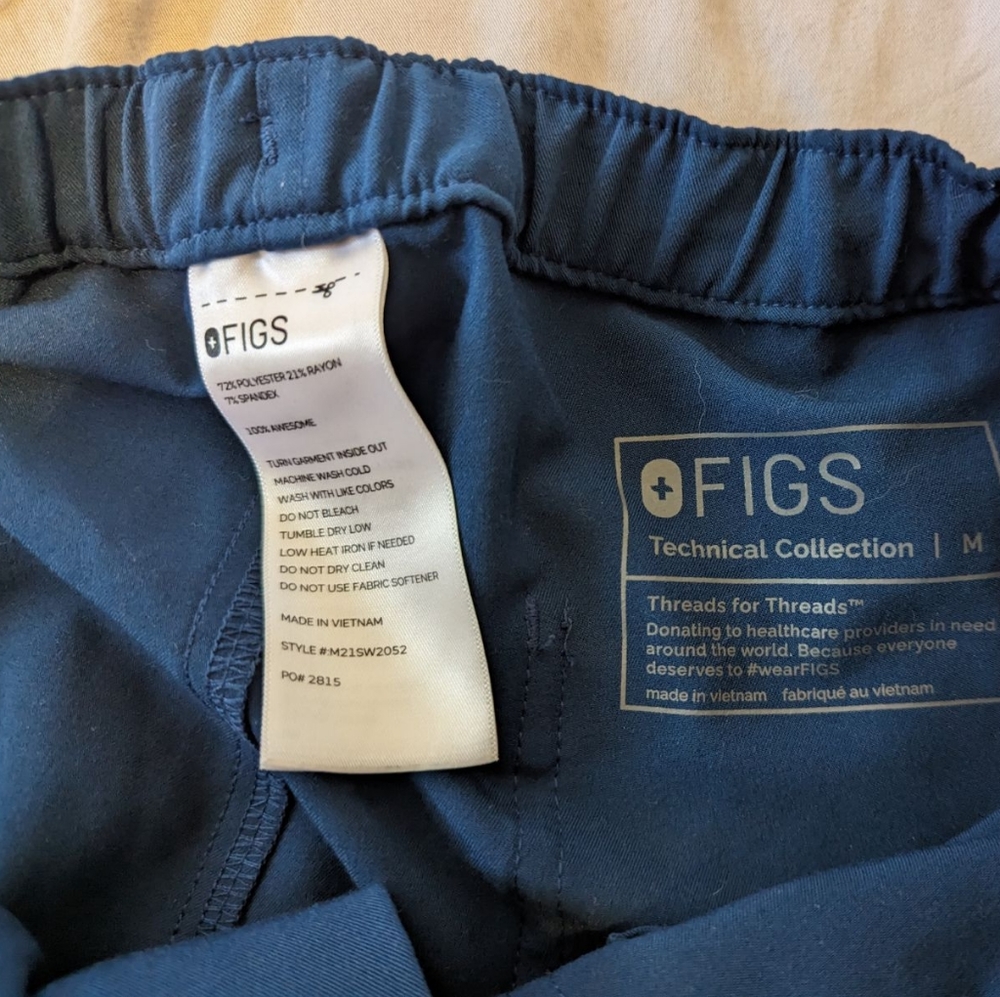 FIGS
72% POLYESTER 21% RAYON
7% SPANDEX
100% AWESOME
TURN GARMENT INSIDE OUT
MACHINE WASH COLD
WASH WITH LIKE COLORS
DO NOT BLEACH
TUMBLE DRY LOW
LOW HEAT IRON IF NEEDED
DO NOT DRY CLEAN
DO NOT USE FABRIC SOFTENER
MADE IN VIETNAM
STYLE #:M21SW2052
PO# 2815
FIGS
Technical Collection | M
Threads for Threads™
Donating to healthcare providers in need
around the world. Because everyone
deserves to #wearFIGS
made in vietnam fabriqué au vietnam